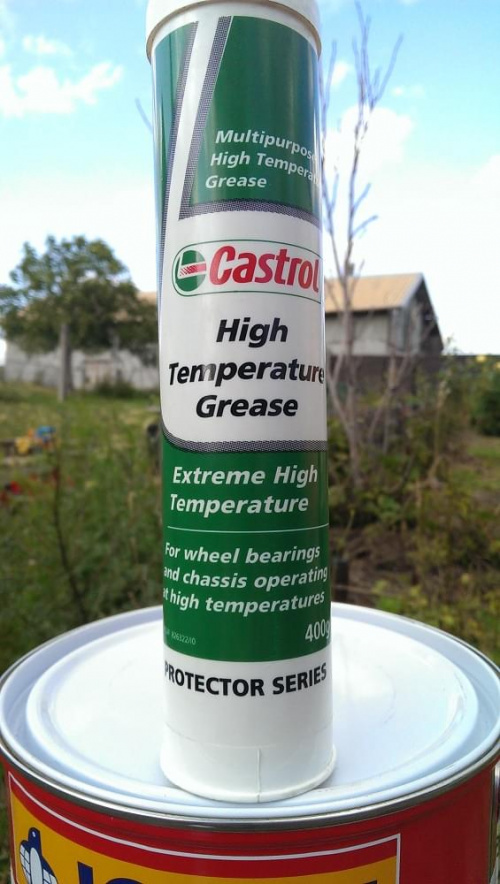 Multipurpose
High Tempera
Grease
Castrol
High
Temperature
Grease
Extreme High
Temperature
For wheel bearings
and chassis operating
at high temperatures
400g
PROTECTOR SERIES